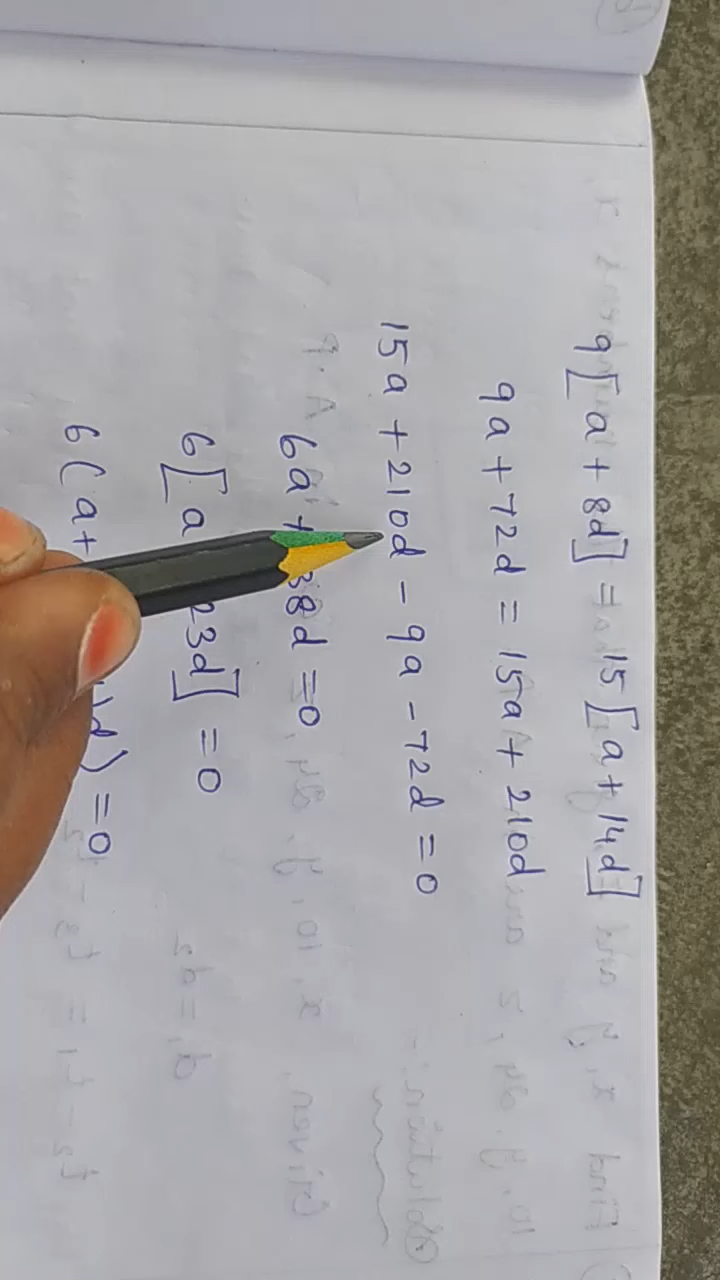 9[a + 8d] = 15[a + 14d]
9a + 72d = 15a + 210d
15a + 210d - 9a - 72d = 0
6a + 38d = 0
6[a 23d] = 0
6(a+ d) = 0